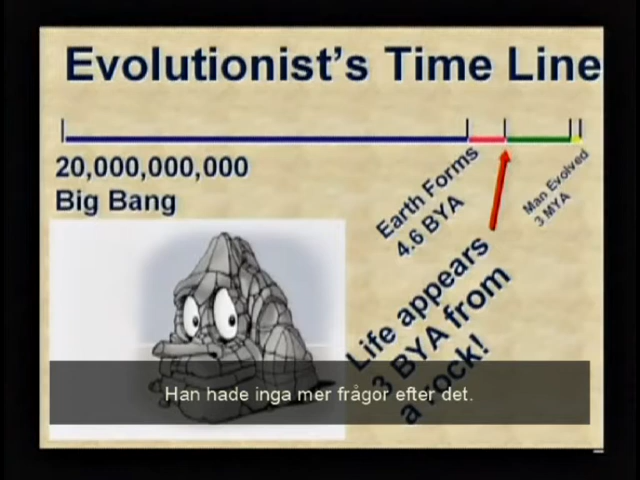 Evolutionist's Time Line
20,000,000,000
Big Bang
Earth Forms
4.6 BYA
Man Evolved
3 MYA
Life appears
3 BYA from
a rock!
Han hade inga mer frågor efter det.